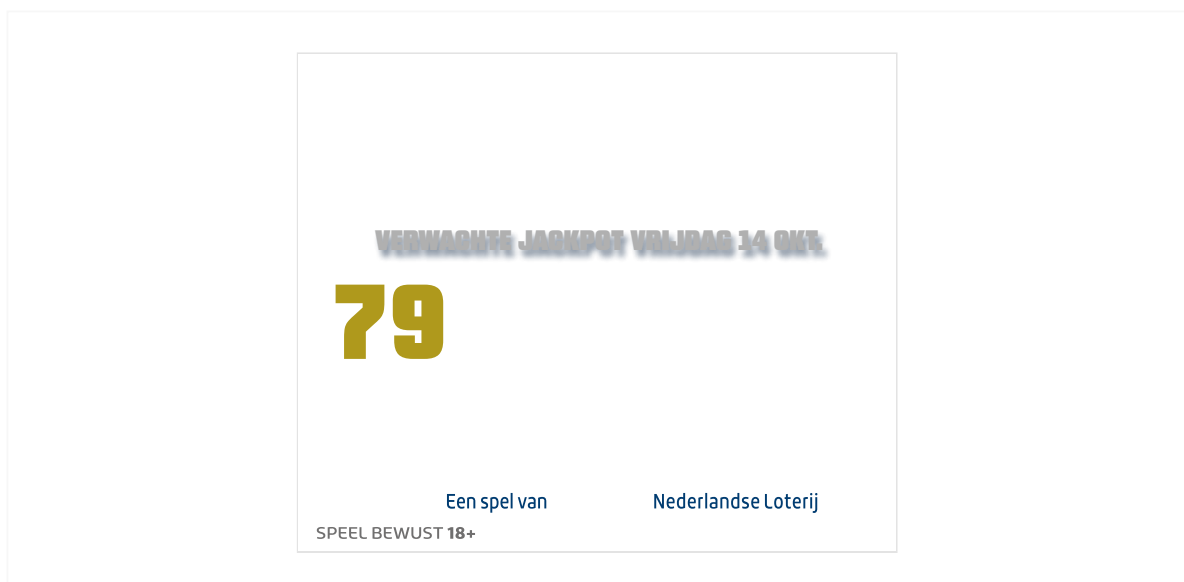 VERWACHTE JACKPOT VRIJDAG 14 OKT.
79
Een spel van Nederlandse Loterij
SPEEL BEWUST 18+